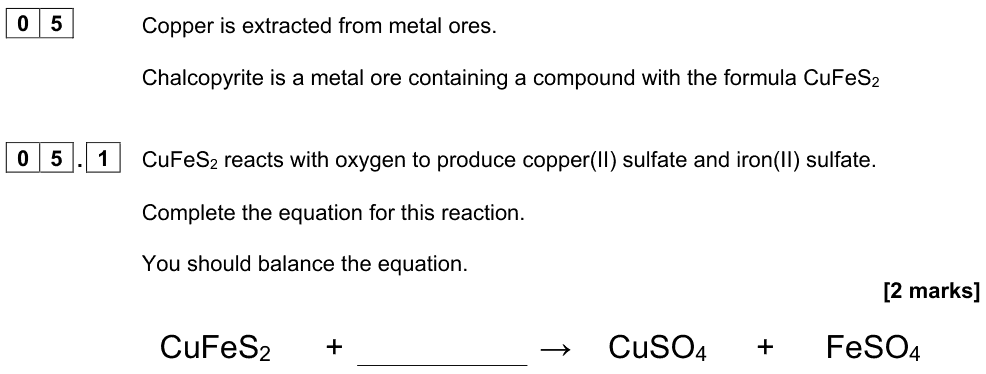 0 5 Copper is extracted from metal ores.
Chalcopyrite is a metal ore containing a compound with the formula CuFeS₂
0 5 . 1 CuFeS₂ reacts with oxygen to produce copper(II) sulfate and iron(II) sulfate.
Complete the equation for this reaction.
You should balance the equation.
[2 marks]
CuFeS₂ + ____________ → CuSO₄ + FeSO₄